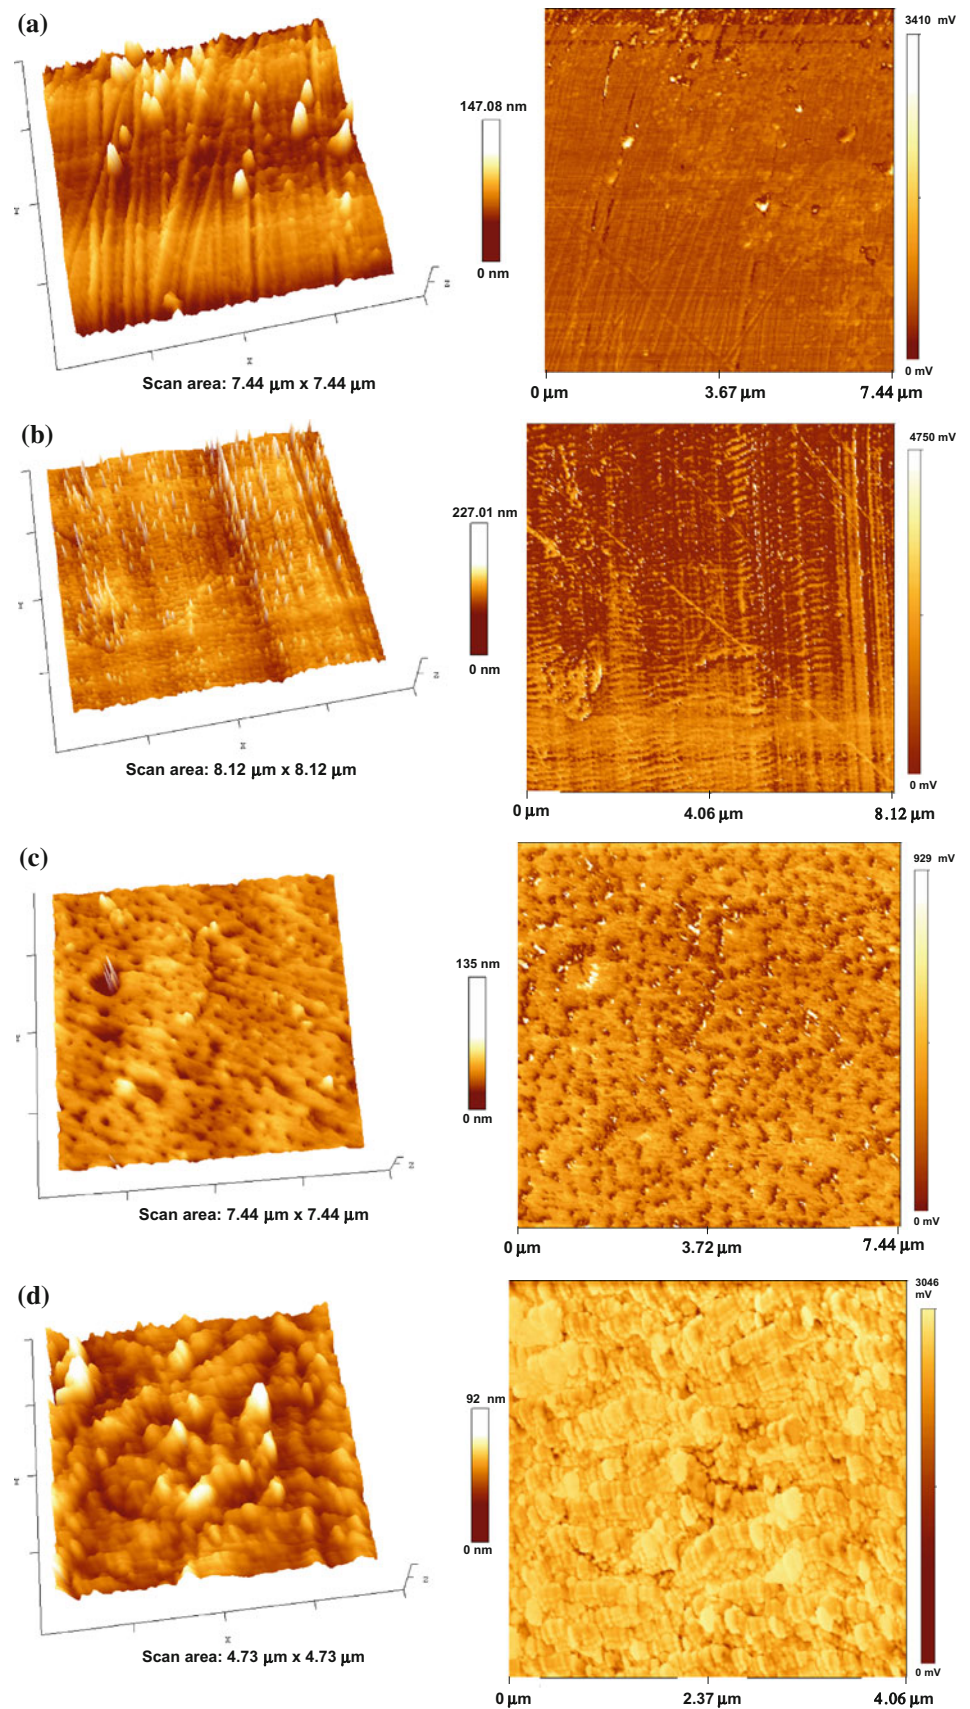 (a)
3410 mV
147.08 nm
0 nm
0 mV
Scan area: 7.44 µm x 7.44 µm
0 µm 3.67 µm 7.44 µm
(b)
4750 mV
227.01 nm
0 nm
0 mV
Scan area: 8.12 µm x 8.12 µm
0 µm 4.06 µm 8.12 µm
(c)
929 mV
135 nm
0 nm
Scan area: 7.44 µm x 7.44 µm
0 mV
0 µm 3.72 µm 7.44 µm
(d)
3046
mV
92 nm
0 nm
Scan area: 4.73 µm x 4.73 µm
0 mV
0 µm 2.37 µm 4.06 µm